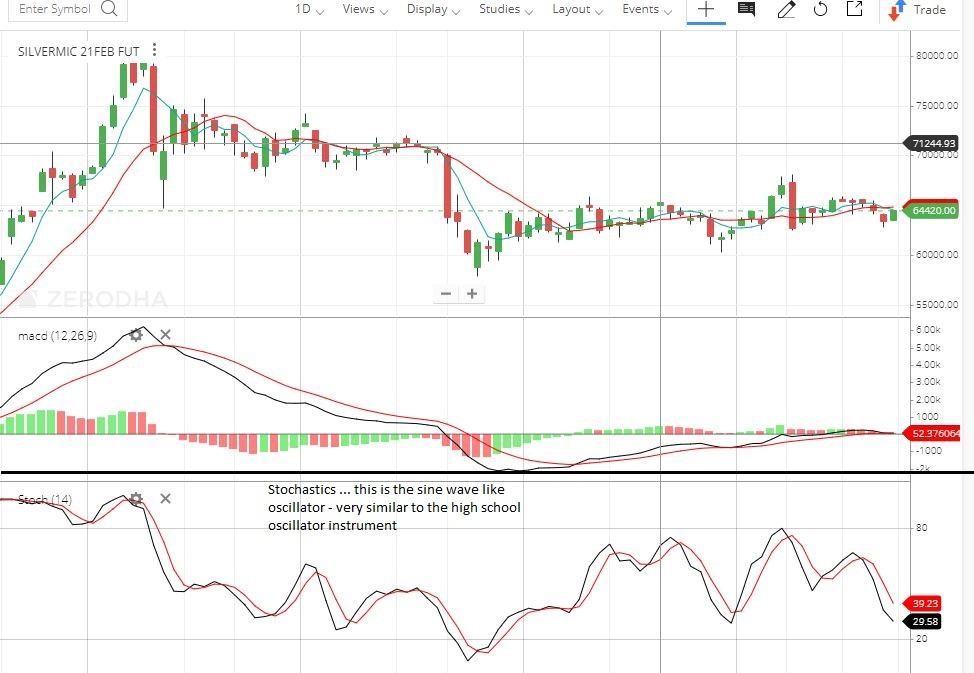 Enter Symbol
1D Views Display Studies Layout Events Trade
SILVERMIC 21FEB FUT
80000.00
75000.00
71244.93
70000.00
64420.00
60000.00
55000.00
ZERODHA
macd (12,26,9)
6.00k
5.00k
4.00k
3.00k
2.00k
1000
52.376064
-1000
-2k
Stoch (14)
Stochastics ... this is the sine wave like
oscillator - very similar to the high school
oscillator instrument
80
39.23
29.58
20